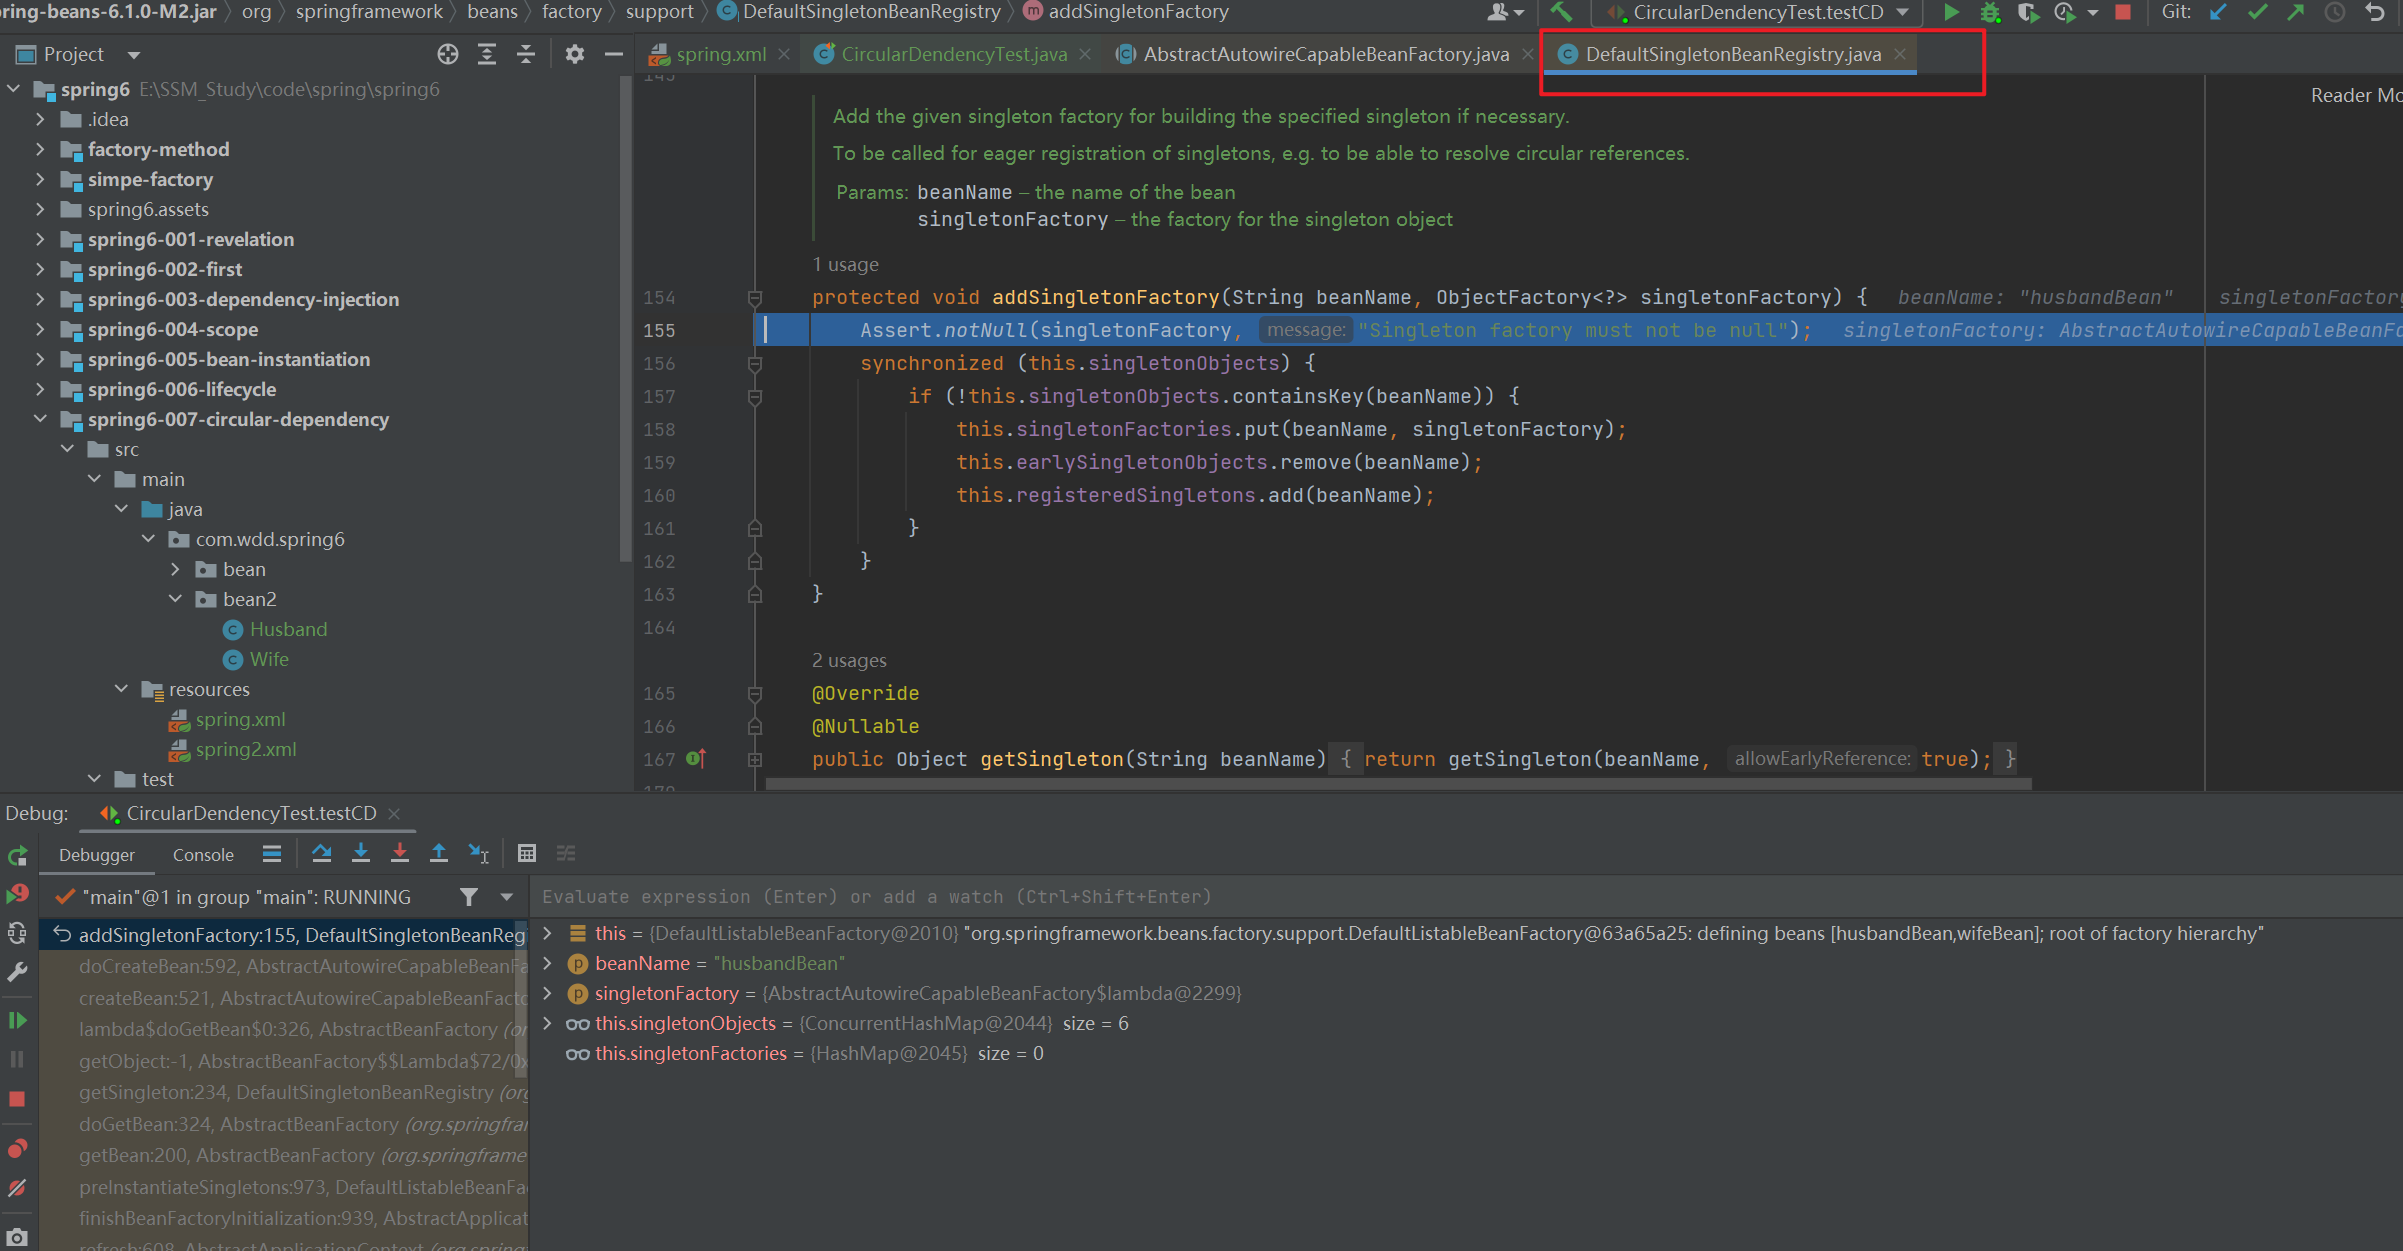 ring-beans-6.1.0-M2.jar 〉 org 〉 springframework 〉 beans 〉 factory 〉 support 〉 DefaultSingletonBeanRegistry 〉 addSingletonFactory
CircularDendencyTest.testCD
Git:
Project
spring.xml
CircularDendencyTest.java
AbstractAutowireCapableBeanFactory.java
DefaultSingletonBeanRegistry.java
spring6 E:\SSM_Study\code\spring\spring6
.idea
factory-method
simpe-factory
spring6.assets
spring6-001-revelation
spring6-002-first
spring6-003-dependency-injection
spring6-004-scope
spring6-005-bean-instantiation
spring6-006-lifecycle
spring6-007-circular-dependency
src
main
java
com.wdd.spring6
bean
bean2
Husband
Wife
resources
spring.xml
spring2.xml
test
Reader Mo
Add the given singleton factory for building the specified singleton if necessary.
To be called for eager registration of singletons, e.g. to be able to resolve circular references.
Params: beanName – the name of the bean
singletonFactory – the factory for the singleton object
1 usage
154 protected void addSingletonFactory(String beanName, ObjectFactory<?> singletonFactory) { beanName: "husbandBean" singletonFactory
155 Assert.notNull(singletonFactory, message: "Singleton factory must not be null"); singletonFactory: AbstractAutowireCapableBeanFa
156 synchronized (this.singletonObjects) {
157 if (!this.singletonObjects.containsKey(beanName)) {
158 this.singletonFactories.put(beanName, singletonFactory);
159 this.earlySingletonObjects.remove(beanName);
160 this.registeredSingletons.add(beanName);
161 }
162 }
163 }
164
2 usages
165 @Override
166 @Nullable
167 public Object getSingleton(String beanName) { return getSingleton(beanName, allowEarlyReference: true); }
Debug: CircularDendencyTest.testCD
Debugger Console
"main"@1 in group "main": RUNNING
addSingletonFactory:155, DefaultSingletonBeanReg
doCreateBean:592, AbstractAutowireCapableBeanFa
createBean:521, AbstractAutowireCapableBeanFacto
lambda$doGetBean$0:326, AbstractBeanFactory (or
getObject:-1, AbstractBeanFactory$$Lambda$72/0x
getSingleton:234, DefaultSingletonBeanRegistry (org
doGetBean:324, AbstractBeanFactory (org.springfram
getBean:200, AbstractBeanFactory (org.springframe
preInstantiateSingletons:973, DefaultListableBeanFa
finishBeanFactoryInitialization:939, AbstractApplicat
refresh:608, AbstractApplicationContext (org.spring
Evaluate expression (Enter) or add a watch (Ctrl+Shift+Enter)
this = {DefaultListableBeanFactory@2010} "org.springframework.beans.factory.support.DefaultListableBeanFactory@63a65a25: defining beans [husbandBean,wifeBean]; root of factory hierarchy"
beanName = "husbandBean"
singletonFactory = {AbstractAutowireCapableBeanFactory$lambda@2299}
this.singletonObjects = {ConcurrentHashMap@2044} size = 6
this.singletonFactories = {HashMap@2045} size = 0